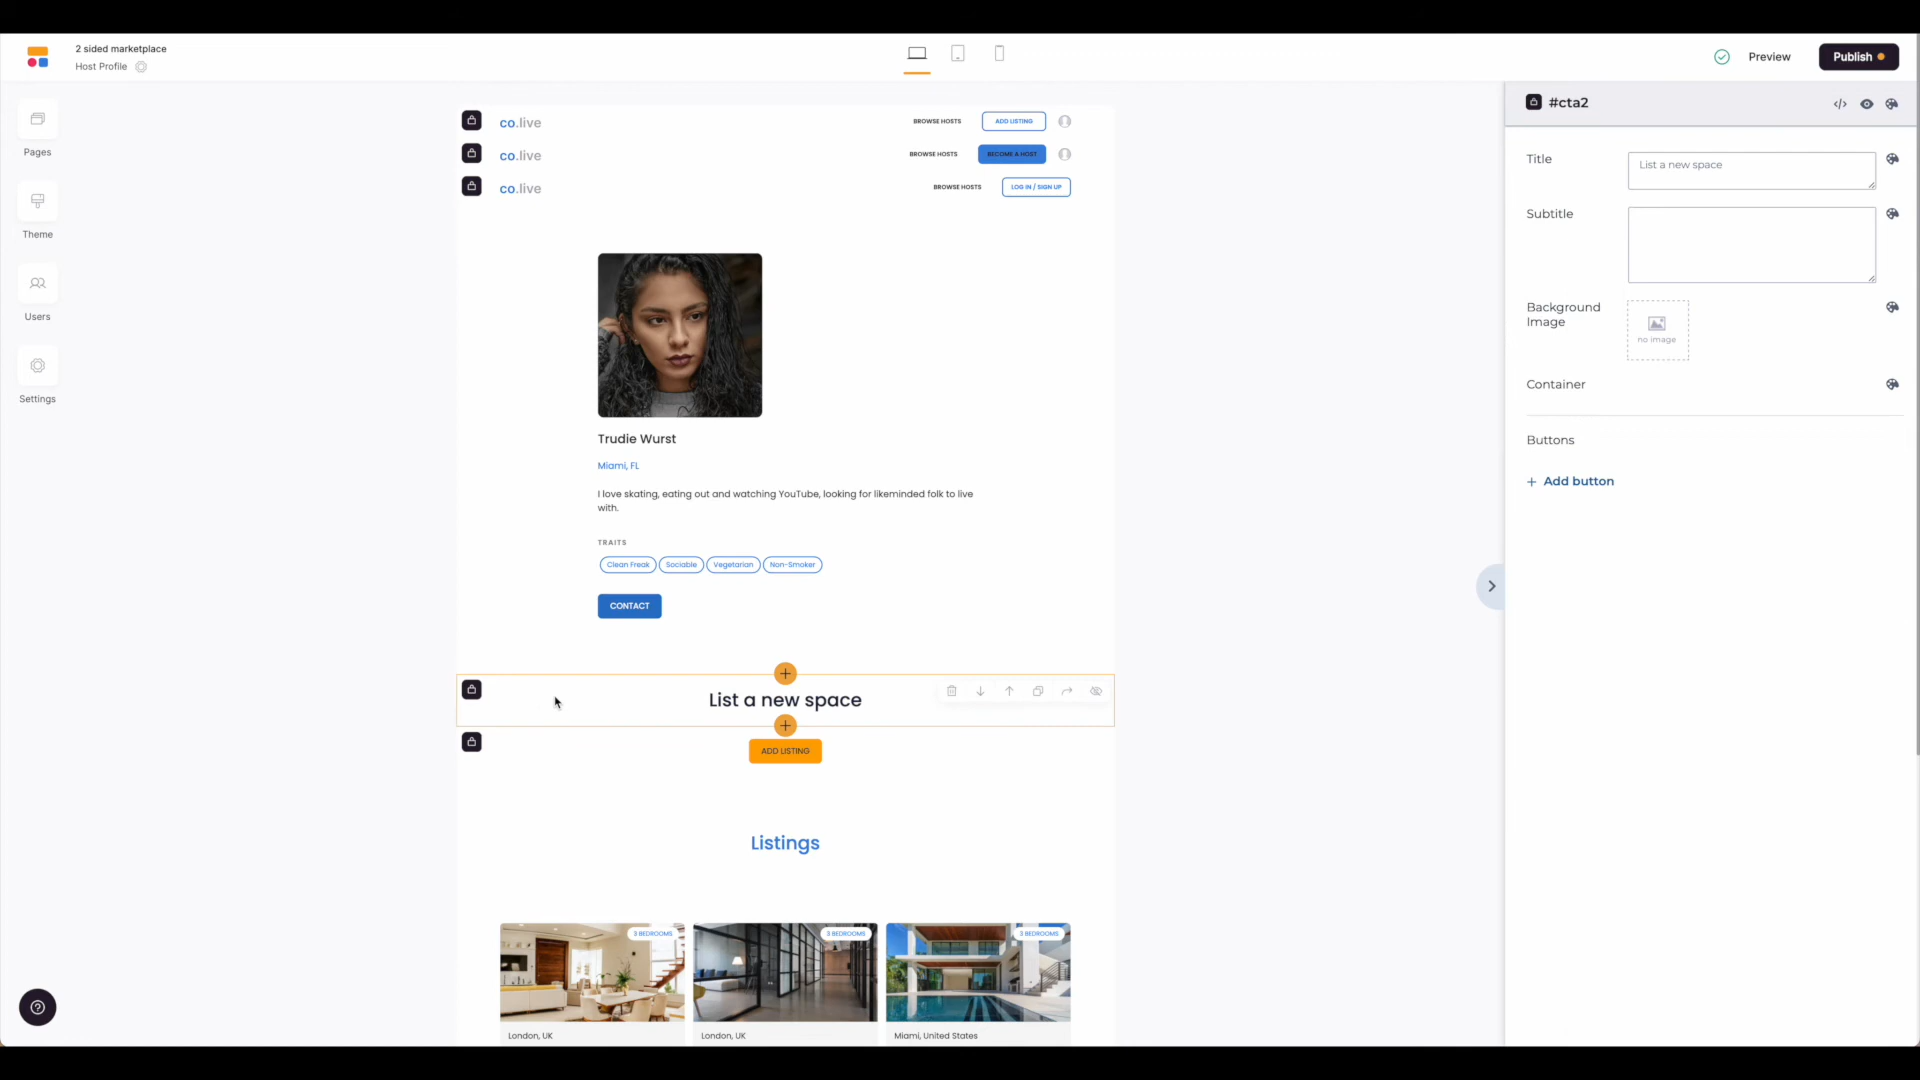 2 sided marketplace
Host Profile
Preview
Publish
Pages
Theme
Users
Settings
co.live
BROWSE HOSTS
ADD LISTING
co.live
BROWSE HOSTS
BECOME A HOST
co.live
BROWSE HOSTS
LOG IN / SIGN UP
Trudie Wurst
Miami, FL
I love skating, eating out and watching YouTube, looking for likeminded folk to live
with.
TRAITS
Clean Freak
Sociable
Vegetarian
Non-Smoker
CONTACT
List a new space
ADD LISTING
Listings
3 BEDROOMS
3 BEDROOMS
3 BEDROOMS
London, UK
London, UK
Miami, United States
#cta2
Title
List a new space
Subtitle
Background
Image
no image
Container
Buttons
+ Add button